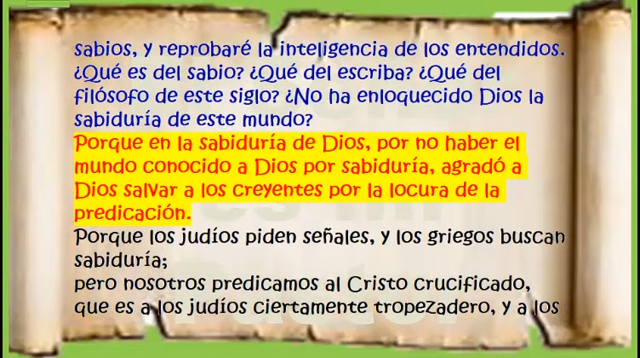 sabios, y reprobaré la inteligencia de los entendidos.
¿Qué es del sabio? ¿Qué del escriba? ¿Qué del
filósofo de este siglo? ¿No ha enloquecido Dios la
sabiduría de este mundo?
Porque en la sabiduría de Dios, por no haber el
mundo conocido a Dios por sabiduría, agradó a
Dios salvar a los creyentes por la locura de la
predicación.
Porque los judíos piden señales, y los griegos buscan
sabiduría;
pero nosotros predicamos al Cristo crucificado,
que es a los judíos ciertamente tropezadero, y a los